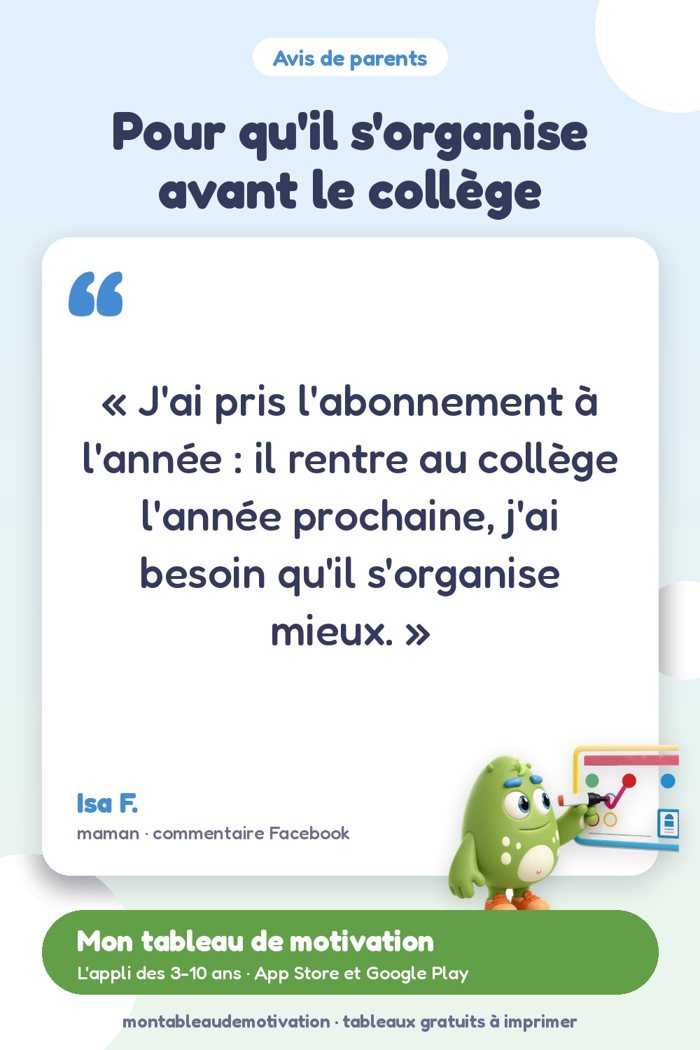 Avis de parents
Pour qu'il s'organise
avant le collège
« J'ai pris l'abonnement à
l'année : il rentre au collège
l'année prochaine, j'ai
besoin qu'il s'organise
mieux. »
Isa F.
maman · commentaire Facebook
Mon tableau de motivation
L'appli des 3-10 ans · App Store et Google Play
montableaudemotivation · tableaux gratuits à imprimer